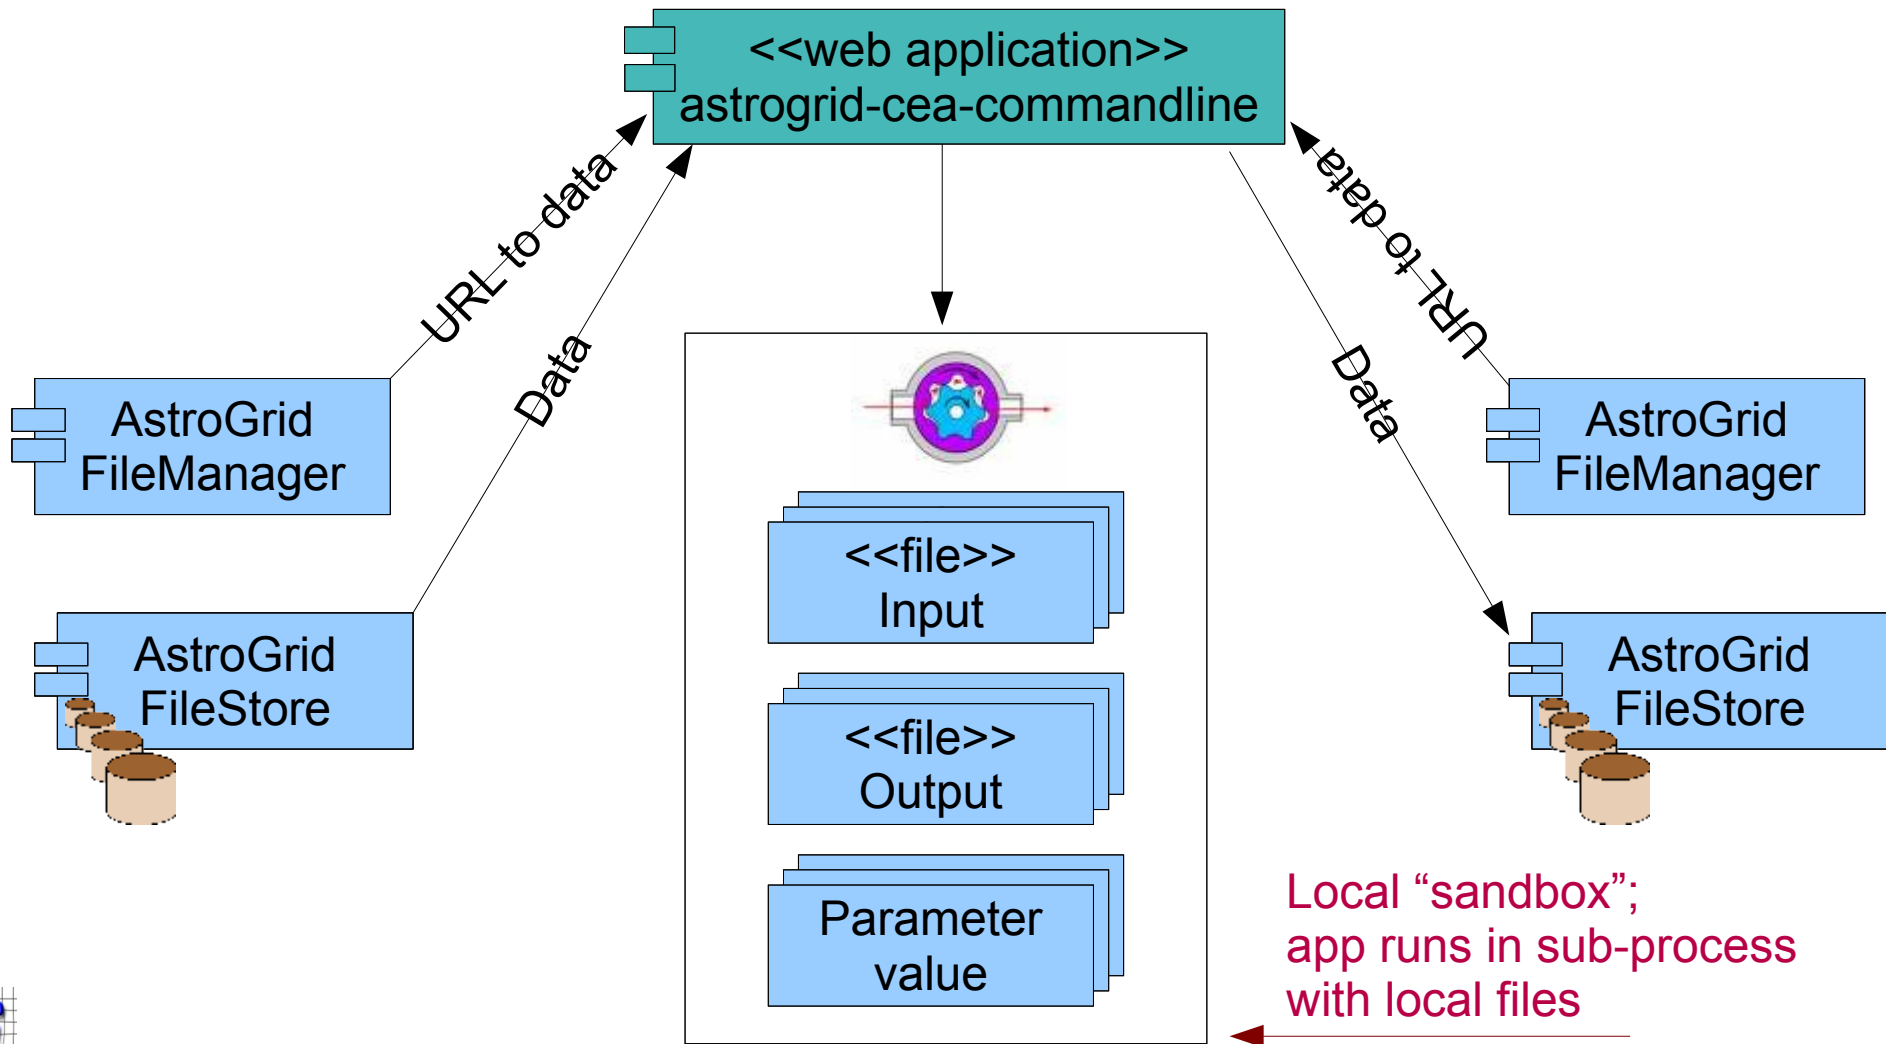 <<web application>>
astrogrid-cea-commandline
URL to data
Data
URL to data
Data
AstroGrid
FileManager
AstroGrid
FileStore
<<file>>
Input
<<file>>
Output
Parameter
value
AstroGrid
FileManager
AstroGrid
FileStore
Local “sandbox”;
app runs in sub-process
with local files